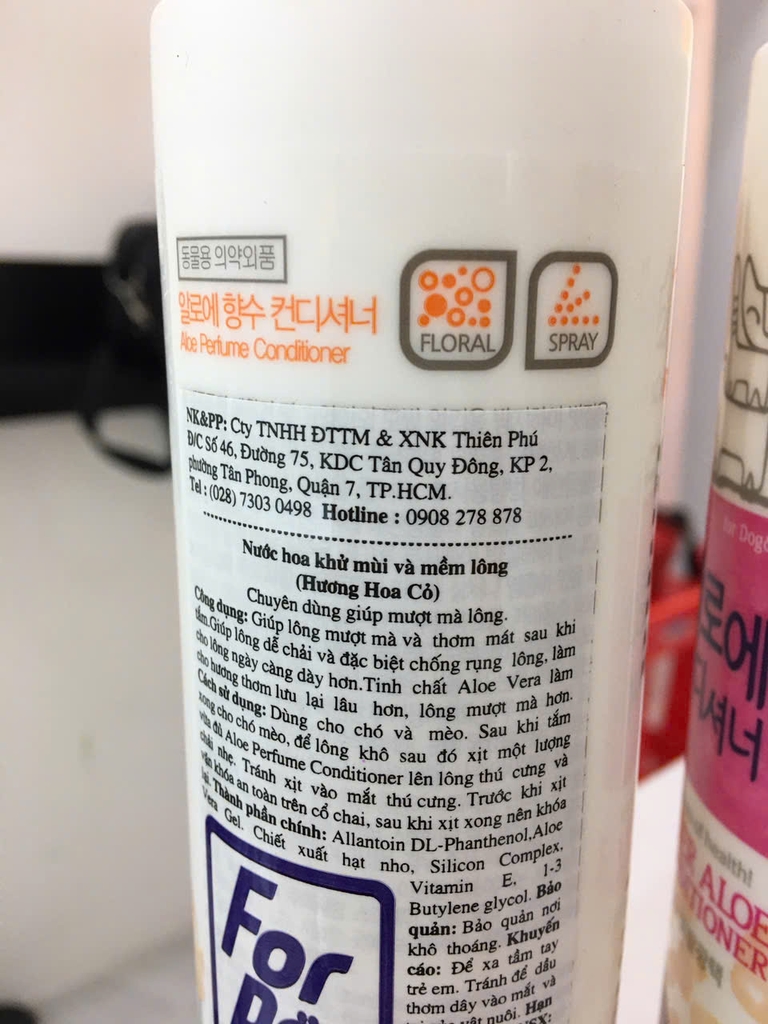 동물용 의약외품
알로에 향수 컨디셔너
Aloe Perfume Conditioner
FLORAL
SPRAY
NK&PP: Cty TNHH ĐTTM & XNK Thiên Phú
Đ/C Số 46, Đường 75, KDC Tân Quy Đông, KP 2,
phường Tân Phong, Quận 7, TP.HCM.
Tel : (028) 7303 0498 Hotline : 0908 278 878
Nước hoa khử mùi và mềm lông
(Hương Hoa Cỏ)
Chuyên dùng giúp mượt mà lông.
Công dụng: Giúp lông mượt mà và thơm mát sau khi
tắm.Giúp lông dễ chải và đặc biệt chống rụng lông, làm
cho lông ngày càng dày hơn.Tinh chất Aloe Vera làm
cho hương thơm lưu lại lâu hơn, lông mượt mà hơn.
Cách sử dụng: Dùng cho chó và mèo. Sau khi tắm
xong cho chó mèo, để lông khô sau đó xịt một lượng
vừa đủ Aloe Perfume Conditioner lên lông thú cưng và
chải nhẹ. Tránh xịt vào mắt thú cưng. Trước khi xịt
vặn khóa an toàn trên cổ chai, sau khi xịt xong nên khóa
lại. Thành phần chính: Allantoin DL-Phanthenol,Aloe
Vera Gel. Chiết xuất hạt nho, Silicon Complex,
Vitamin E, 1-3
Butylene glycol. Bảo
quản: Bảo quản nơi
khô thoáng. Khuyến
cáo: Để xa tầm tay
trẻ em. Tránh để dầu
thơm dây vào mắt và
vật nuôi. Hạn
For
for Dog
로에
디셔너
health!
ALOE